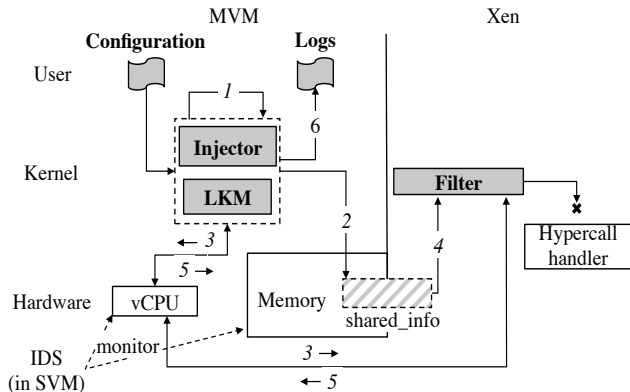 MVM
Xen
Configuration
Logs
User
1
6
Injector
Kernel
LKM
Filter
2
3
4
5
Hypercall
handler
Hardware
vCPU
Memory
shared_info
IDS
(in SVM)
monitor
3
5